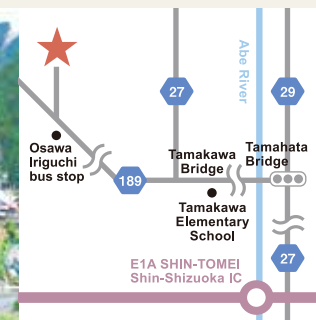 27
29
Abe River
Osawa
Iriguchi
bus stop
189
Tamakawa
Bridge
Tamahata
Bridge
Tamakawa
Elementary
School
27
E1A SHIN-TOMEI
Shin-Shizuoka IC